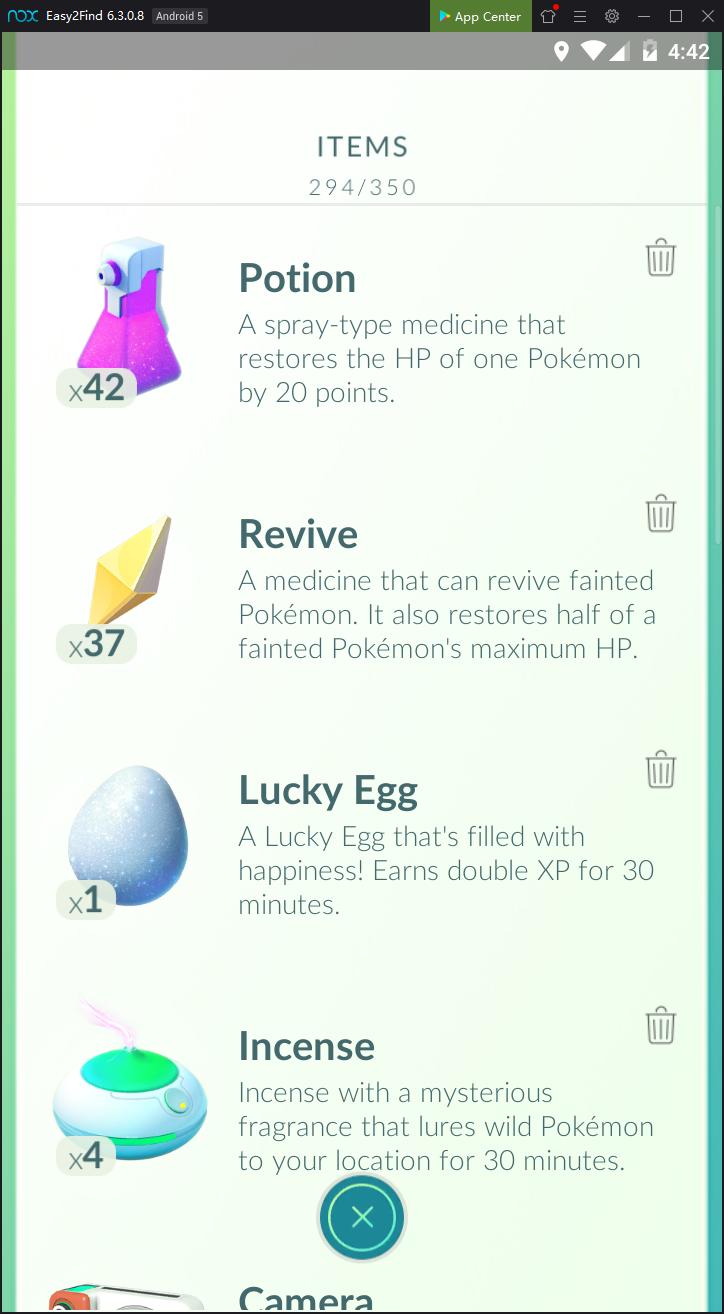 nox Easy2Find 6.3.0.8 Android 5 App Center
4:42
ITEMS
294/350
Potion
A spray-type medicine that
restores the HP of one Pokémon
by 20 points.
x42
Revive
A medicine that can revive fainted
Pokémon. It also restores half of a
fainted Pokémon's maximum HP.
x37
Lucky Egg
A Lucky Egg that's filled with
happiness! Earns double XP for 30
minutes.
x1
Incense
Incense with a mysterious
fragrance that lures wild Pokémon
to your location for 30 minutes.
x4
Camera